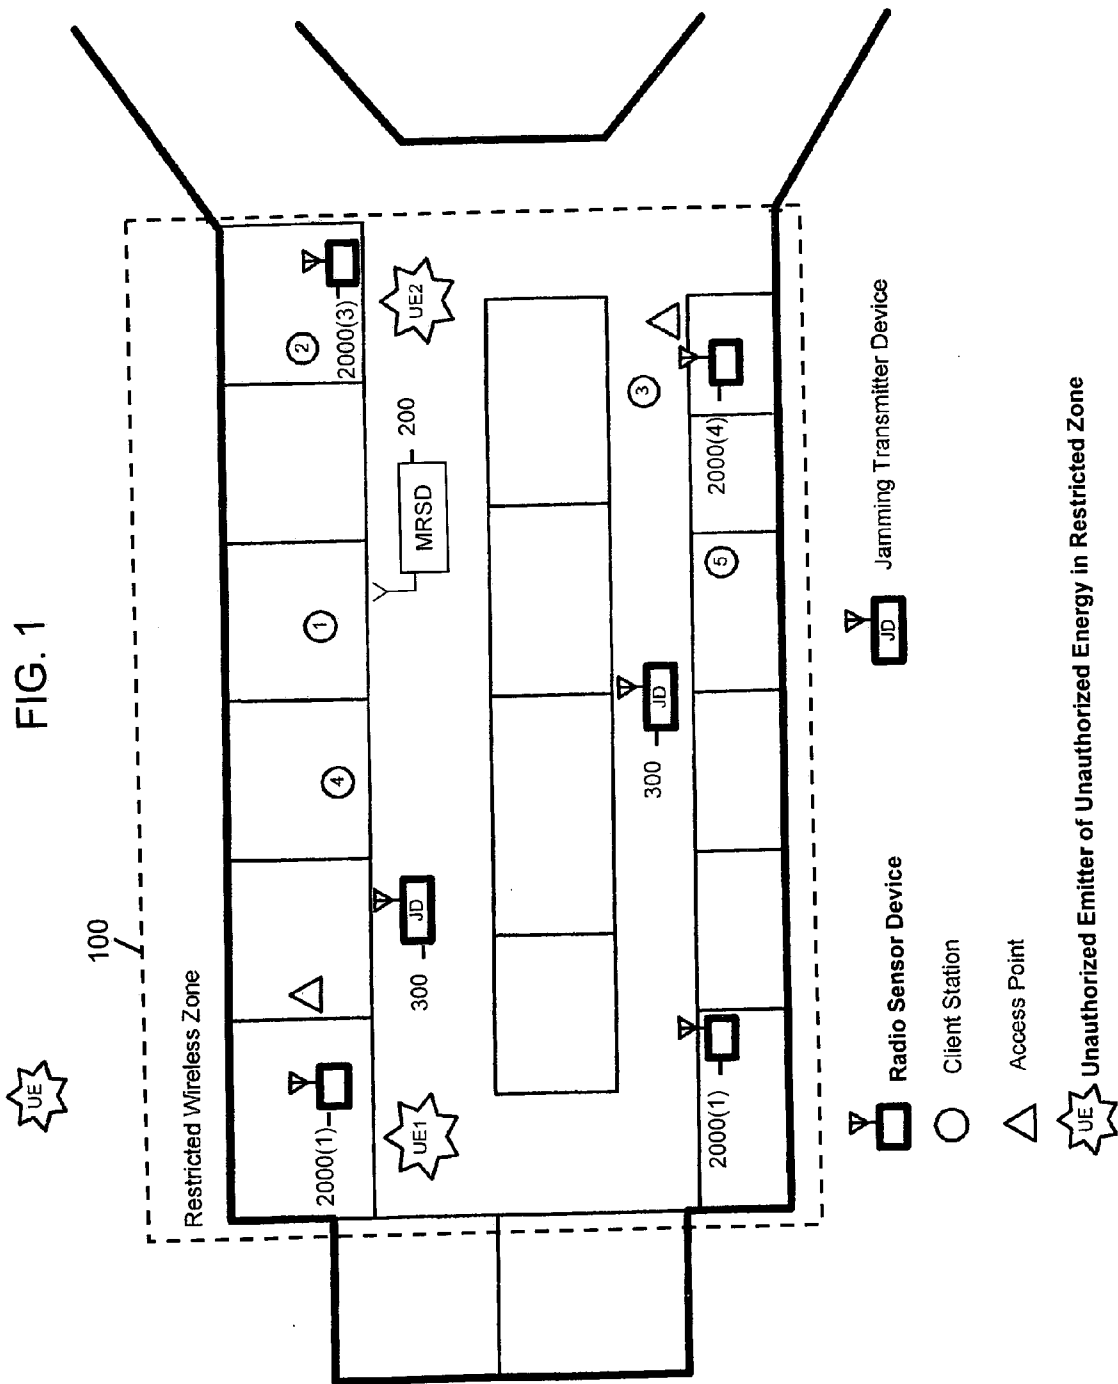 FIG. 1
UE
100
Restricted Wireless Zone
2000(1)
4
1
2
2000(3)
UE1
300
JD
MRSD
200
UE2
300
JD
3
2000(1)
5
2000(4)
Radio Sensor Device
JD
Jamming Transmitter Device
Client Station
Access Point
UE
Unauthorized Emitter of Unauthorized Energy in Restricted Zone